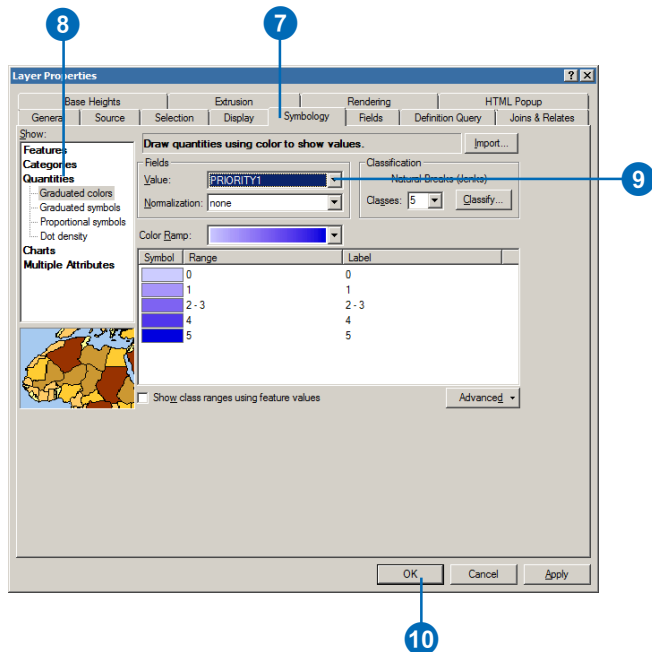 8
7
Layer Properties
Base Heights
Extrusion
Rendering
HTML Popup
General
Source
Selection
Display
Symbology
Fields
Definition Query
Joins & Relates
Show:
Features
Categories
Quantities
Graduated colors
Graduated symbols
Proportional symbols
Dot density
Charts
Multiple Attributes
Draw quantities using color to show values.
Import...
Fields
Value:
PRIORITY1
Normalization:
none
Classification
Natural Breaks (Jenks)
Classes:
5
Classify...
9
Color Ramp:
Symbol
Range
Label
0
0
1
1
2 - 3
2 - 3
4
4
5
5
Show class ranges using feature values
Advanced
OK
Cancel
Apply
10